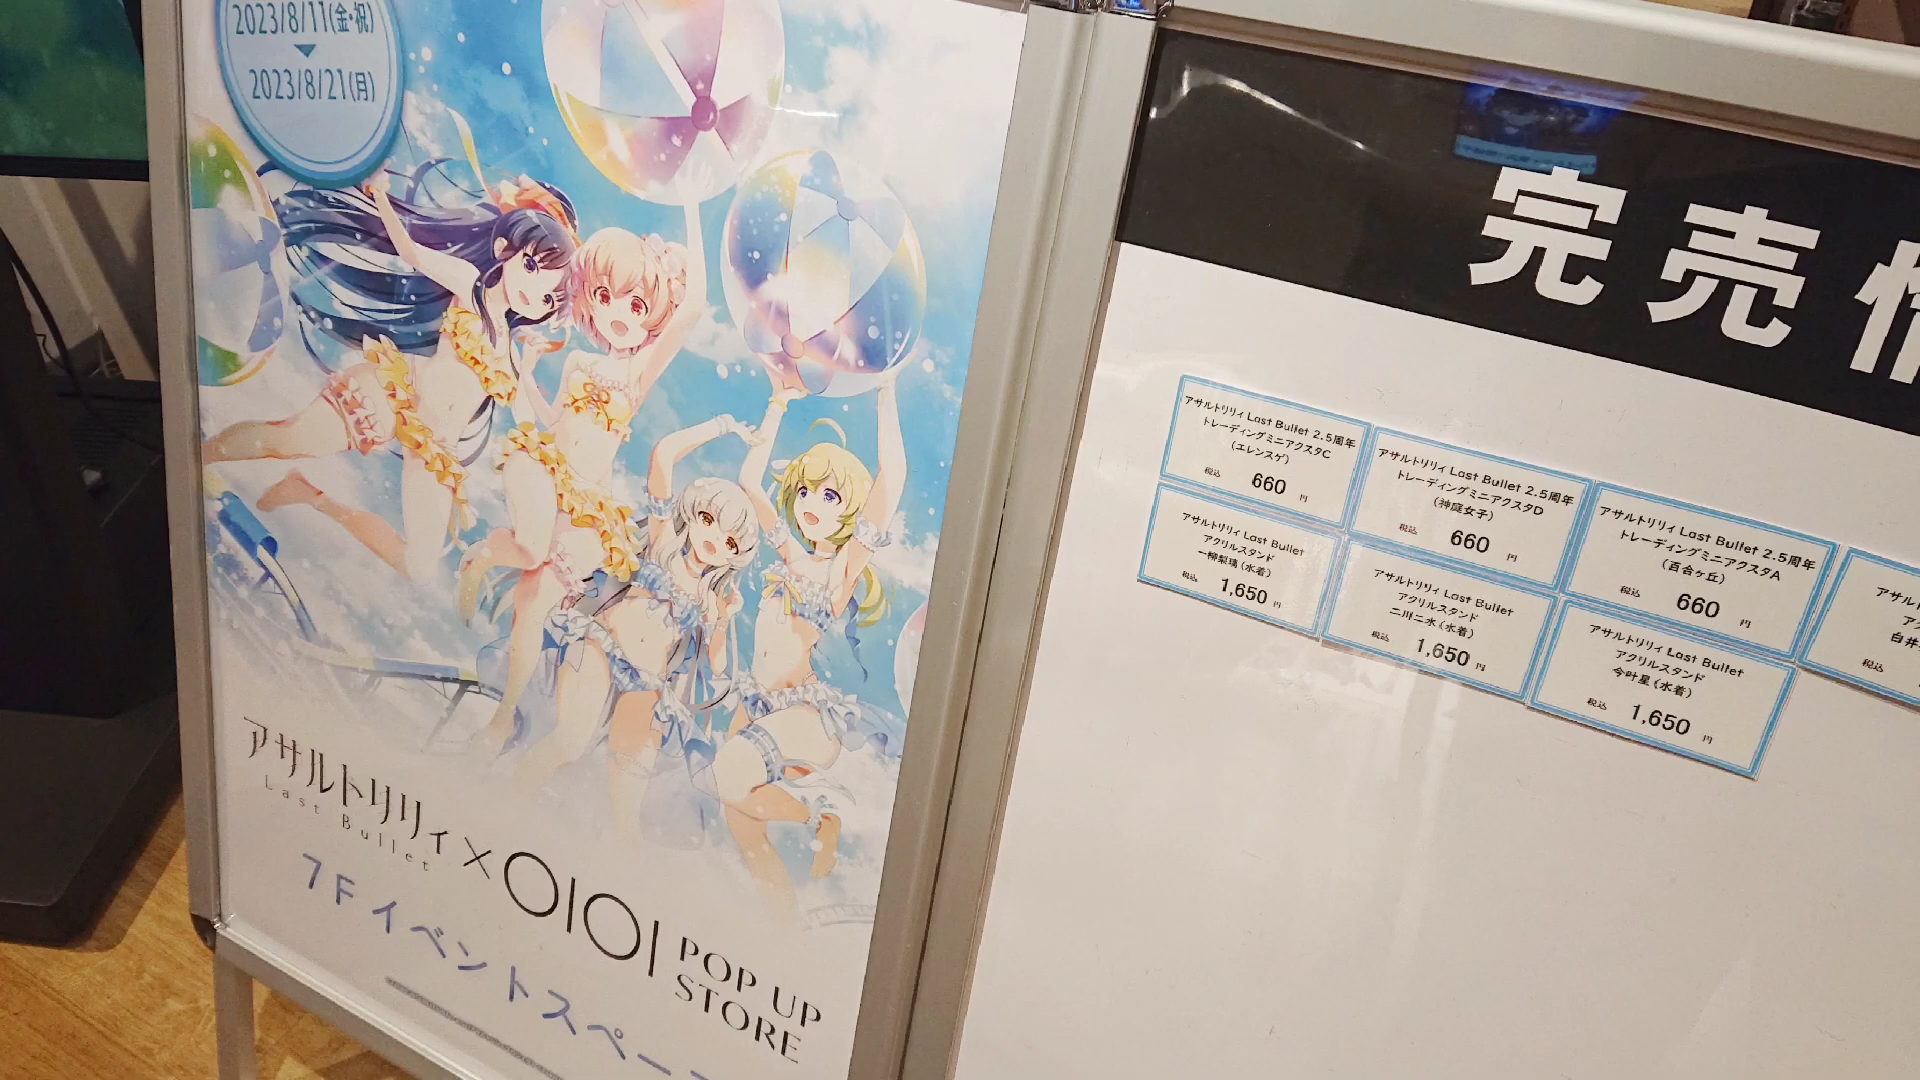 2023/8/11(金・祝)
2023/8/21(月)
アサルトリリィ
Last Bullet
×
OIOI
POP UP
STORE
7Fイベントスペー
完売
アサルトリリィ Last Bullet 2.5周年
トレーディングミニアクスタC
(エレンスゲ)
税込 660 円
アサルトリリィ Last Bullet 2.5周年
トレーディングミニアクスタD
(神庭女子)
税込 660 円
アサルトリリィ Last Bullet 2.5周年
トレーディングミニアクスタA
(百合ヶ丘)
税込 660 円
アサル
ア
白井
税込
アサルトリリィ Last Bullet
アクリルスタンド
一柳梨璃(水着)
税込 1,650 円
アサルトリリィ Last Bullet
アクリルスタンド
二川二水(水着)
税込 1,650 円
アサルトリリィ Last Bullet
アクリルスタンド
今叶星(水着)
税込 1,650 円